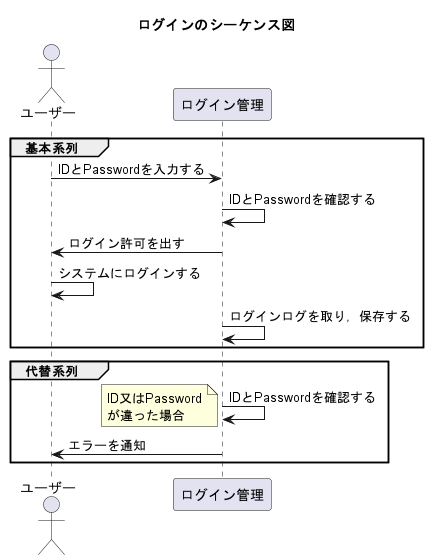 ログインのシーケンス図
ユーザー
ログイン管理
基本系列
IDとPasswordを入力する
IDとPasswordを確認する
ログイン許可を出す
システムにログインする
ログインログを取り，保存する
代替系列
ID又はPassword
が違った場合
IDとPasswordを確認する
エラーを通知
ユーザー
ログイン管理